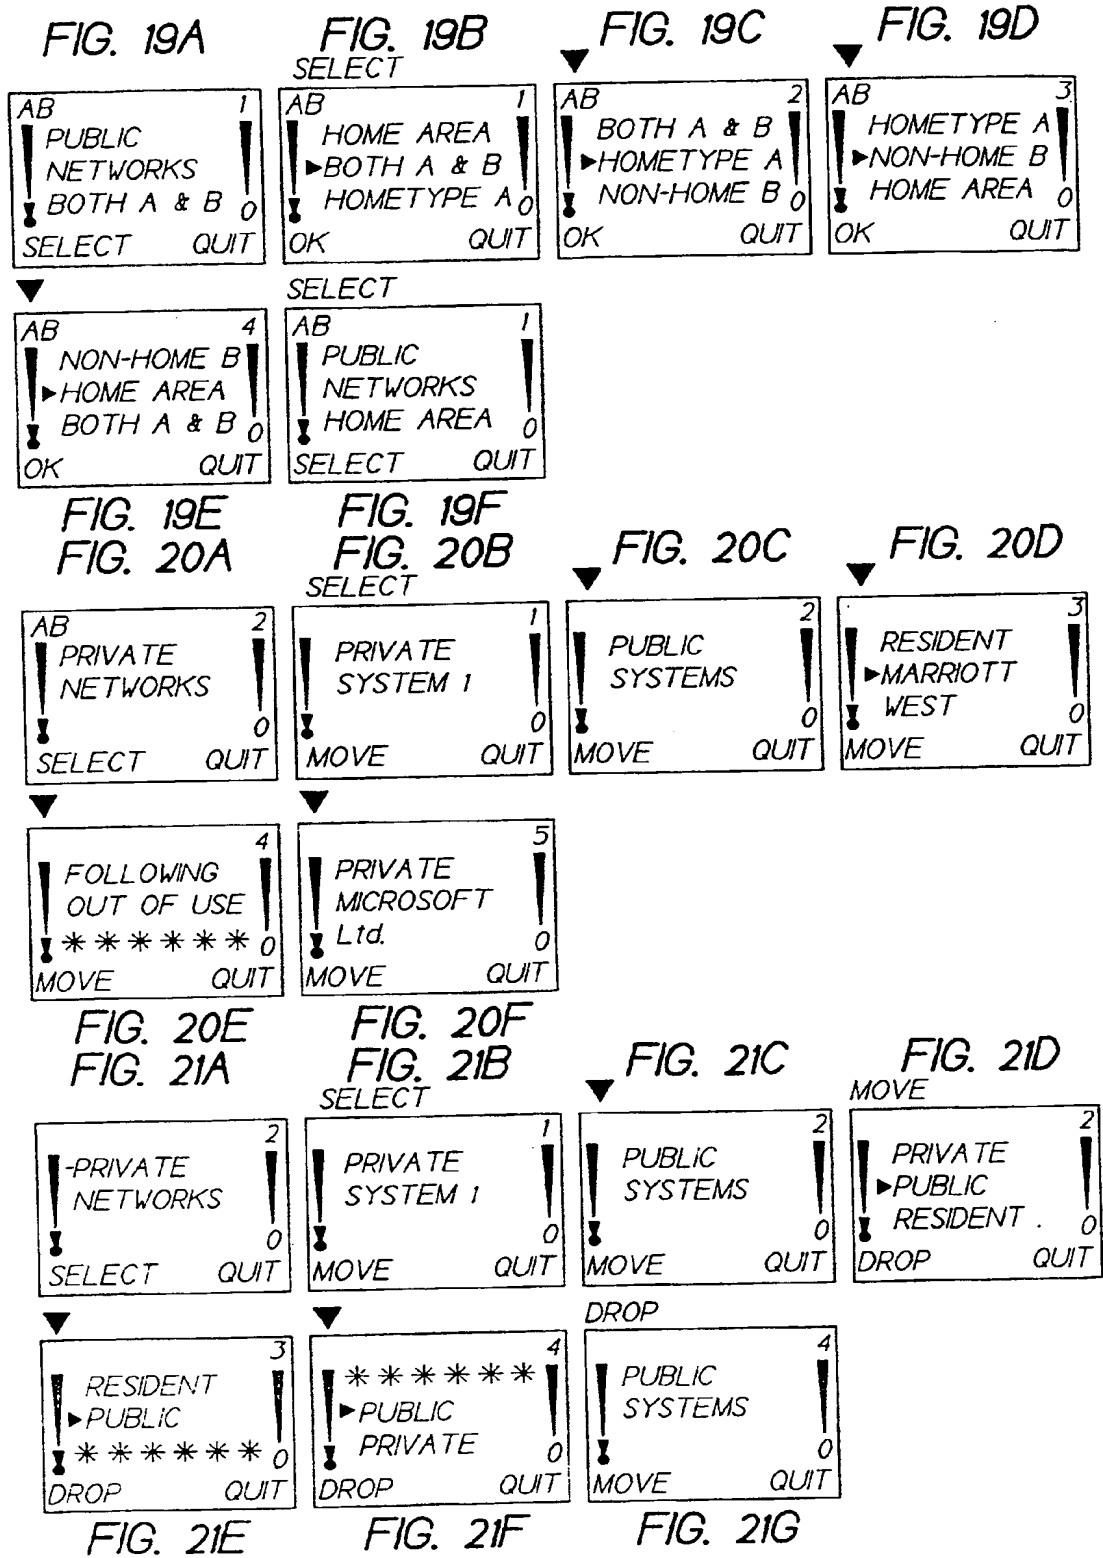 FIG. 19A
FIG. 19B
FIG. 19C
FIG. 19D
SELECT
AB 1
PUBLIC
NETWORKS
BOTH A & B 0
SELECT QUIT
AB 1
HOME AREA
▶BOTH A & B
HOMETYPE A 0
OK QUIT
AB 2
BOTH A & B
▶HOMETYPE A
NON-HOME B 0
OK QUIT
AB 3
HOMETYPE A
▶NON-HOME B
HOME AREA 0
OK QUIT
AB 4
NON-HOME B
▶HOME AREA
BOTH A & B 0
OK QUIT
SELECT
AB 1
PUBLIC
NETWORKS
HOME AREA 0
SELECT QUIT
FIG. 19E
FIG. 19F
FIG. 20A
FIG. 20B
FIG. 20C
FIG. 20D
SELECT
AB 2
PRIVATE
NETWORKS
0
SELECT QUIT
1
PRIVATE
SYSTEM 1
0
MOVE QUIT
2
PUBLIC
SYSTEMS
0
MOVE QUIT
3
RESIDENT
▶MARRIOTT
WEST 0
MOVE QUIT
4
FOLLOWING
OUT OF USE
****** 0
MOVE QUIT
5
PRIVATE
MICROSOFT
Ltd. 0
MOVE QUIT
FIG. 20E
FIG. 20F
FIG. 21A
FIG. 21B
FIG. 21C
FIG. 21D
SELECT
MOVE
2
-PRIVATE
NETWORKS
0
SELECT QUIT
1
PRIVATE
SYSTEM 1
0
MOVE QUIT
2
PUBLIC
SYSTEMS
0
MOVE QUIT
2
PRIVATE
▶PUBLIC
RESIDENT . 0
DROP QUIT
3
RESIDENT
▶PUBLIC
****** 0
DROP QUIT
4
******
▶PUBLIC
PRIVATE 0
DROP QUIT
DROP
4
PUBLIC
SYSTEMS
0
MOVE QUIT
FIG. 21E
FIG. 21F
FIG. 21G